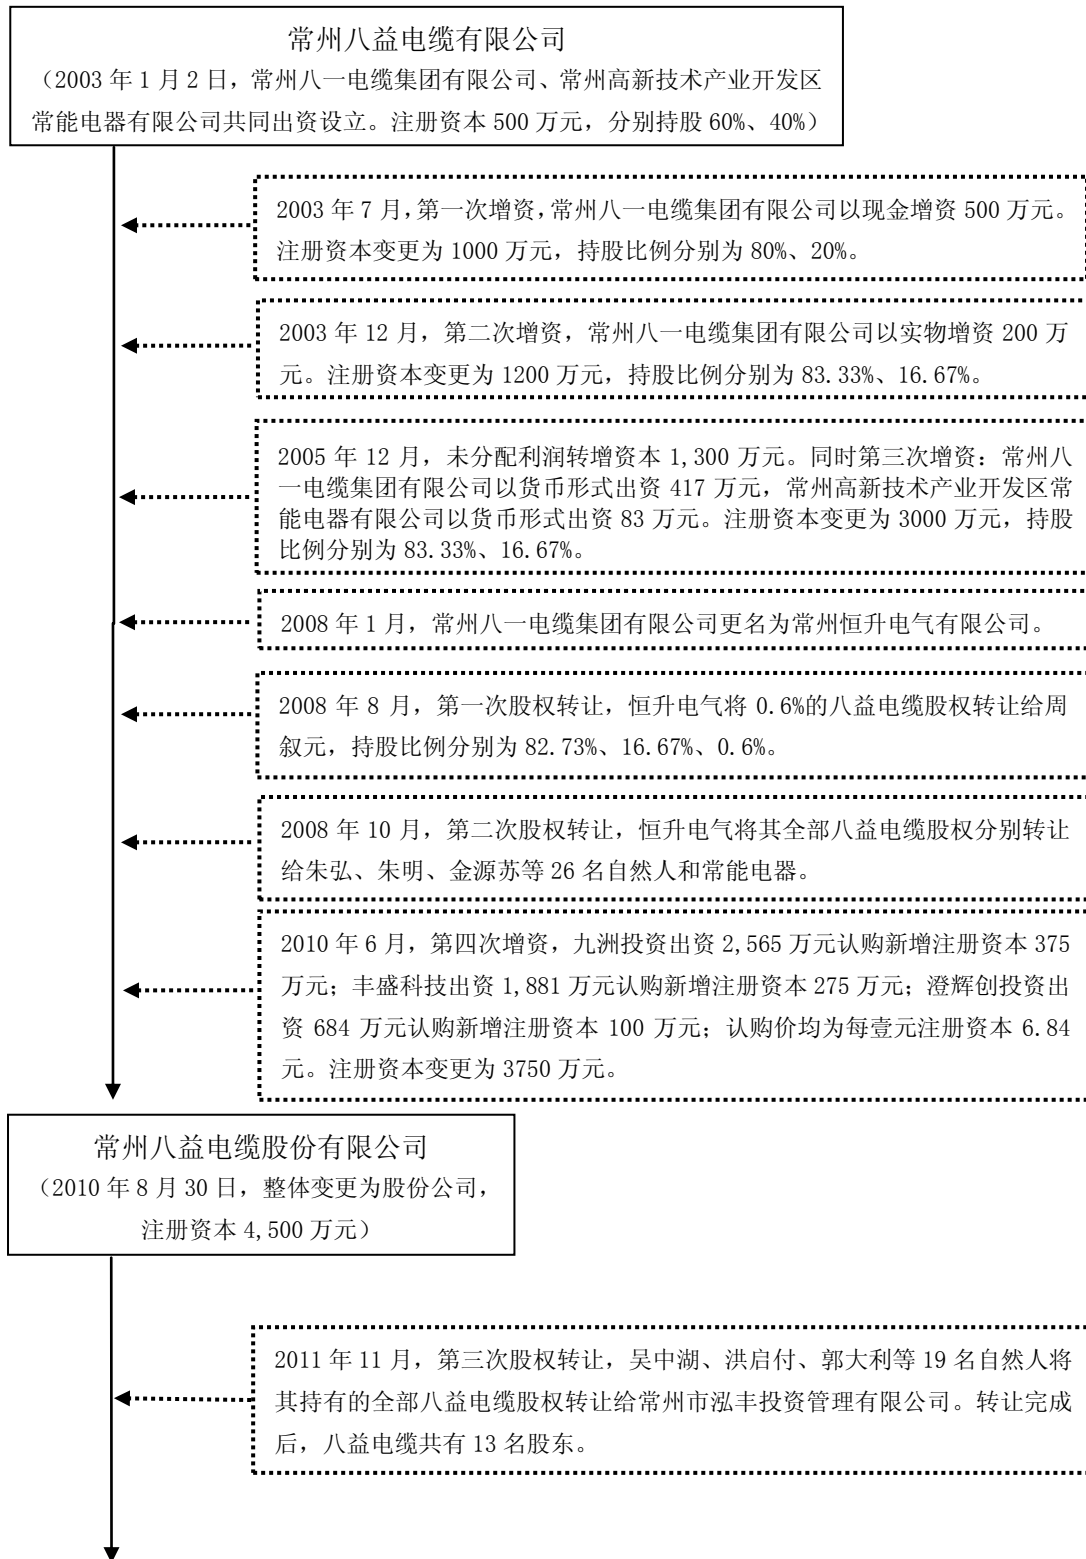 常州八益电缆有限公司
（2003 年 1 月 2 日，常州八一电缆集团有限公司、常州高新技术产业开发区
常能电器有限公司共同出资设立。注册资本 500 万元，分别持股 60%、40%）
2003 年 7 月，第一次增资，常州八一电缆集团有限公司以现金增资 500 万元。
注册资本变更为 1000 万元，持股比例分别为 80%、20%。
2003 年 12 月，第二次增资，常州八一电缆集团有限公司以实物增资 200 万
元。注册资本变更为 1200 万元，持股比例分别为 83.33%、16.67%。
2005 年 12 月，未分配利润转增资本 1,300 万元。同时第三次增资：常州八
一电缆集团有限公司以货币形式出资 417 万元，常州高新技术产业开发区常
能电器有限公司以货币形式出资 83 万元。注册资本变更为 3000 万元，持股
比例分别为 83.33%、16.67%。
2008 年 1 月，常州八一电缆集团有限公司更名为常州恒升电气有限公司。
2008 年 8 月，第一次股权转让，恒升电气将 0.6%的八益电缆股权转让给周
叙元，持股比例分别为 82.73%、16.67%、0.6%。
2008 年 10 月，第二次股权转让，恒升电气将其全部八益电缆股权分别转让
给朱弘、朱明、金源苏等 26 名自然人和常能电器。
2010 年 6 月，第四次增资，九洲投资出资 2,565 万元认购新增注册资本 375
万元；丰盛科技出资 1,881 万元认购新增注册资本 275 万元；澄辉创投资出
资 684 万元认购新增注册资本 100 万元；认购价均为每壹元注册资本 6.84
元。注册资本变更为 3750 万元。
常州八益电缆股份有限公司
（2010 年 8 月 30 日，整体变更为股份公司，
注册资本 4,500 万元）
2011 年 11 月，第三次股权转让，吴中湖、洪启付、郭大利等 19 名自然人将
其持有的全部八益电缆股权转让给常州市泓丰投资管理有限公司。转让完成
后，八益电缆共有 13 名股东。